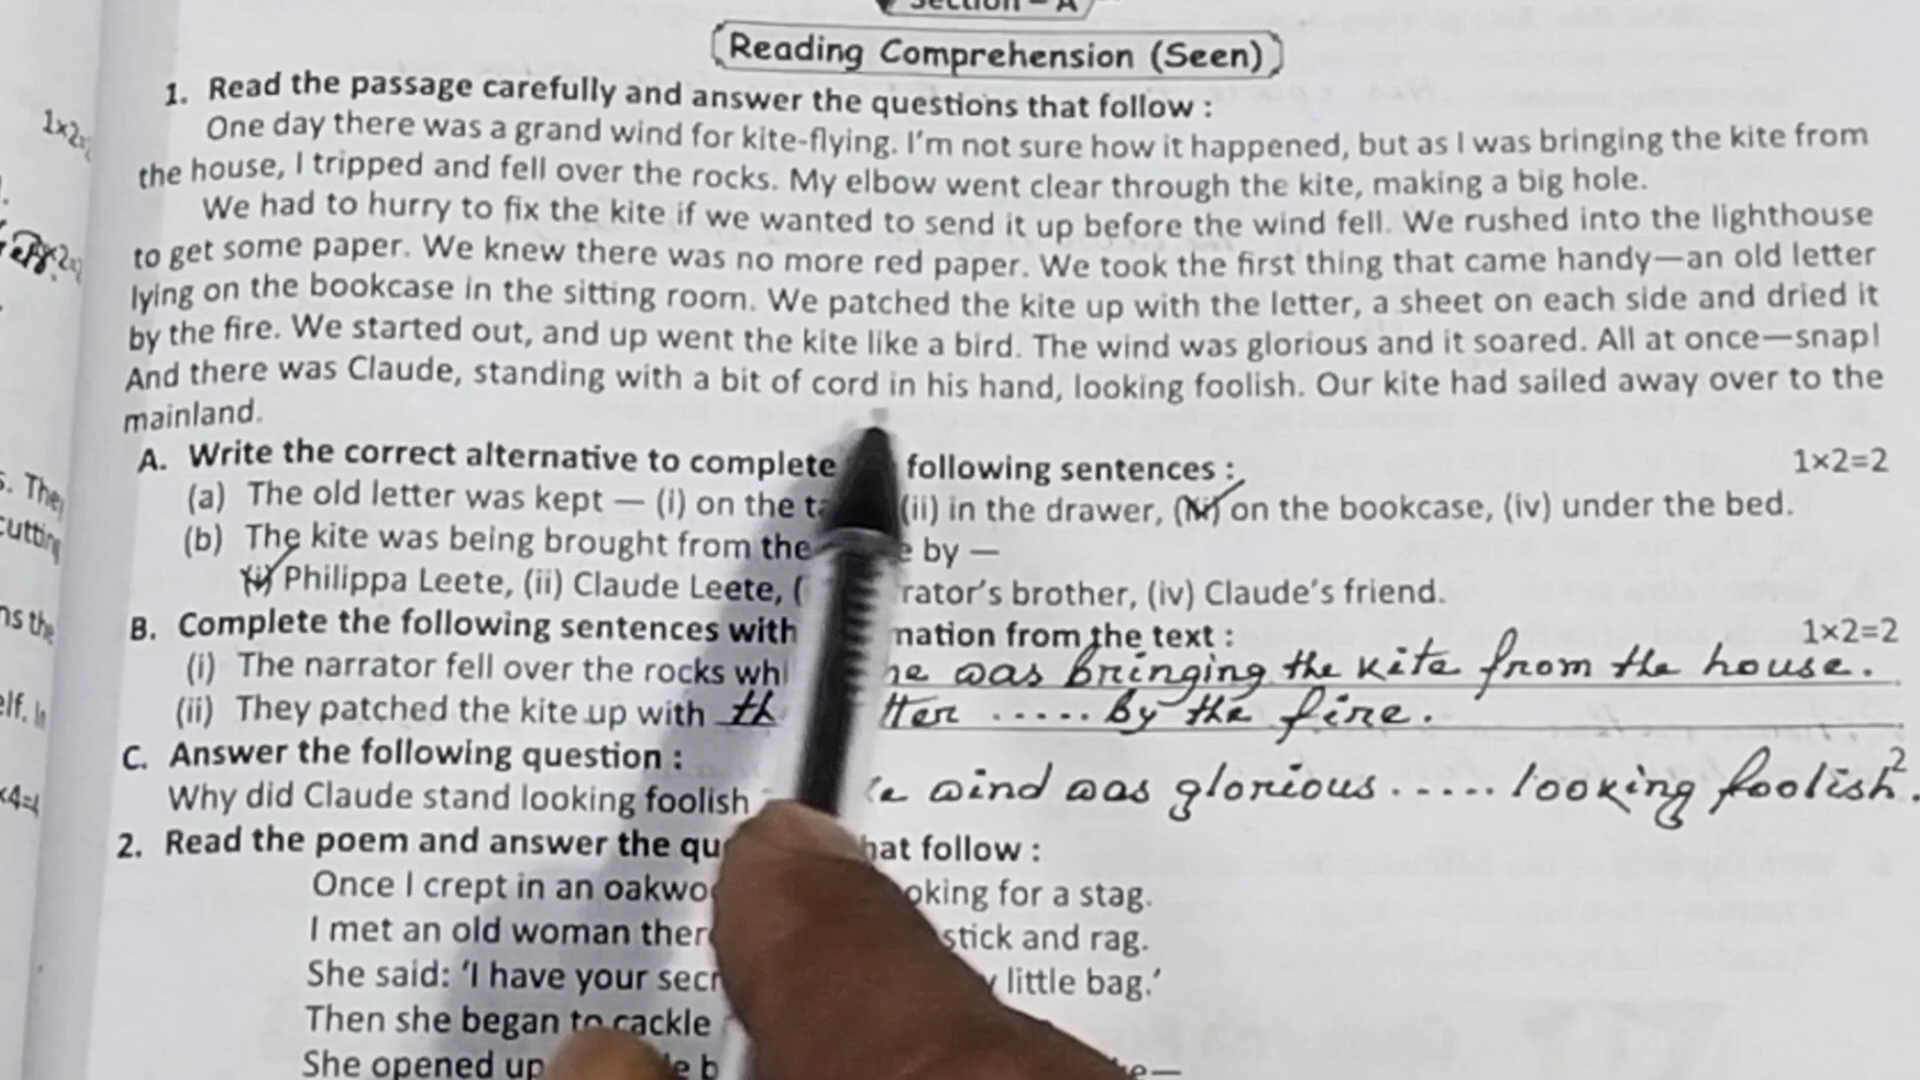 Section - A
Reading Comprehension (Seen)
1. Read the passage carefully and answer the questions that follow :
One day there was a grand wind for kite-flying. I'm not sure how it happened, but as I was bringing the kite from
the house, I tripped and fell over the rocks. My elbow went clear through the kite, making a big hole.
We had to hurry to fix the kite if we wanted to send it up before the wind fell. We rushed into the lighthouse
to get some paper. We knew there was no more red paper. We took the first thing that came handy—an old letter
lying on the bookcase in the sitting room. We patched the kite up with the letter, a sheet on each side and dried it
by the fire. We started out, and up went the kite like a bird. The wind was glorious and it soared. All at once—snap!
And there was Claude, standing with a bit of cord in his hand, looking foolish. Our kite had sailed away over to the
mainland.
A. Write the correct alternative to complete following sentences : 1×2=2
(a) The old letter was kept — (i) on the (ii) in the drawer, (iii) on the bookcase, (iv) under the bed.
(b) The kite was being brought from the by —
(i) Philippa Leete, (ii) Claude Leete, brother, (iv) Claude's friend.
B. Complete the following sentences with from the text : 1×2=2
(i) The narrator fell over the rocks was bringing the kite from the house.
(ii) They patched the kite up with ..... by the fire.
C. Answer the following question :
Why did Claude stand looking foolish wind was glorious ..... looking foolish. 2
2. Read the poem and answer the follow :
Once I crept in an for a stag.
I met an old woman stick and rag.
She said: 'I have your little bag.'
Then she began to cackle
She opened up
1×2=
×4=4